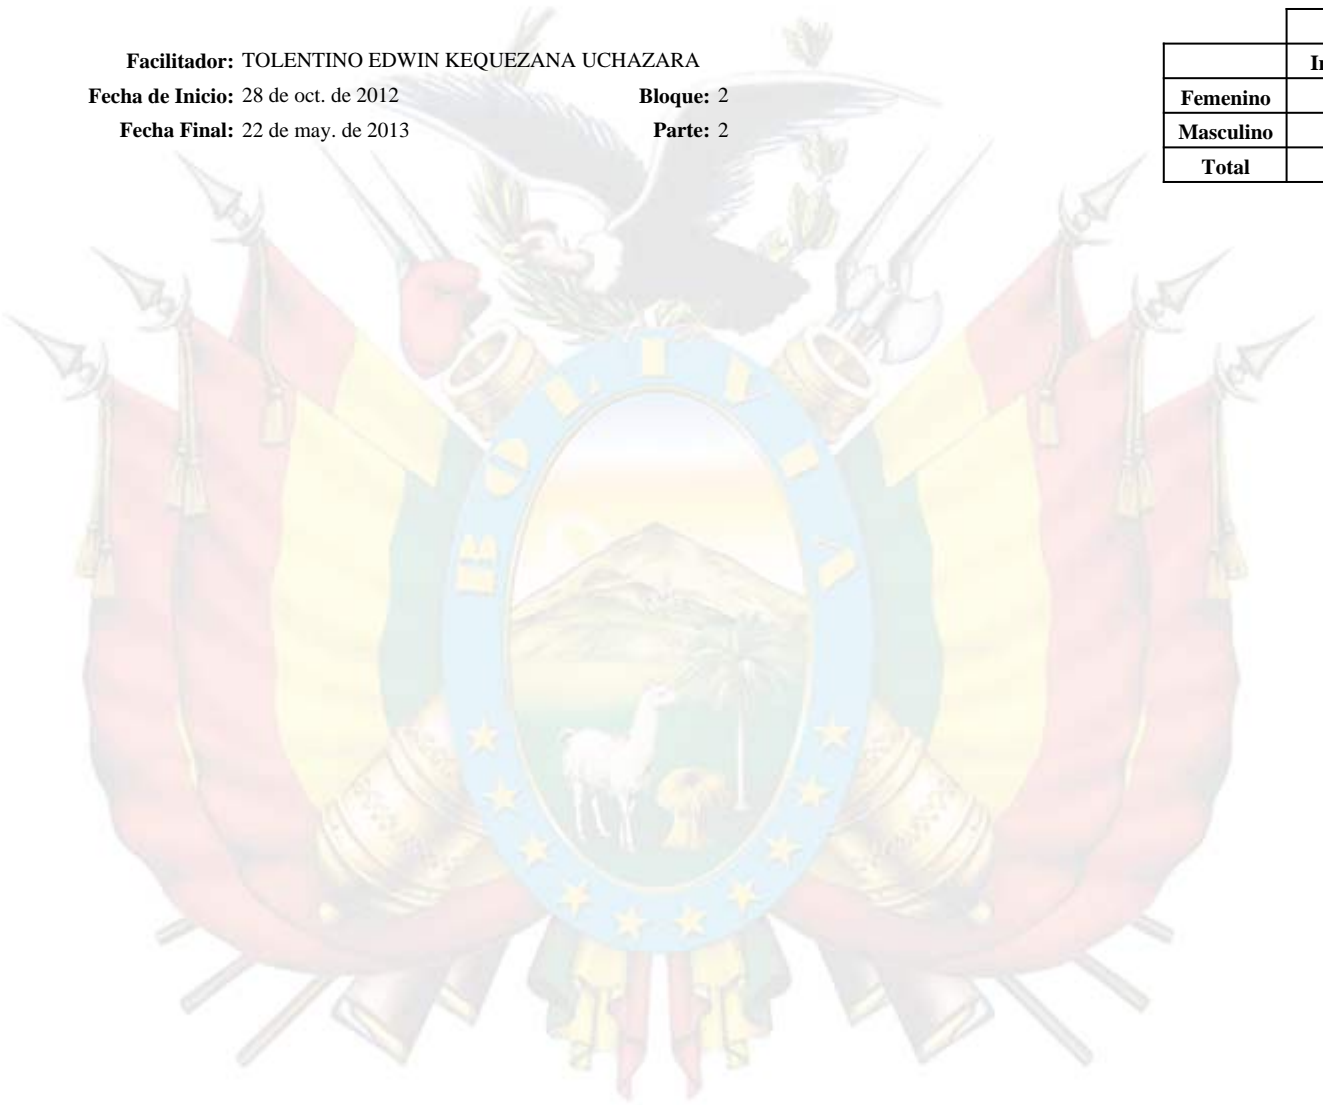 Facilitador: TOLENTINO EDWIN KEQUEZANA UCHAZARA
Fecha de Inicio: 28 de oct. de 2012 Bloque: 2
Fecha Final: 22 de may. de 2013 Parte: 2
Femenino
Masculino
Total
BOLIVIA